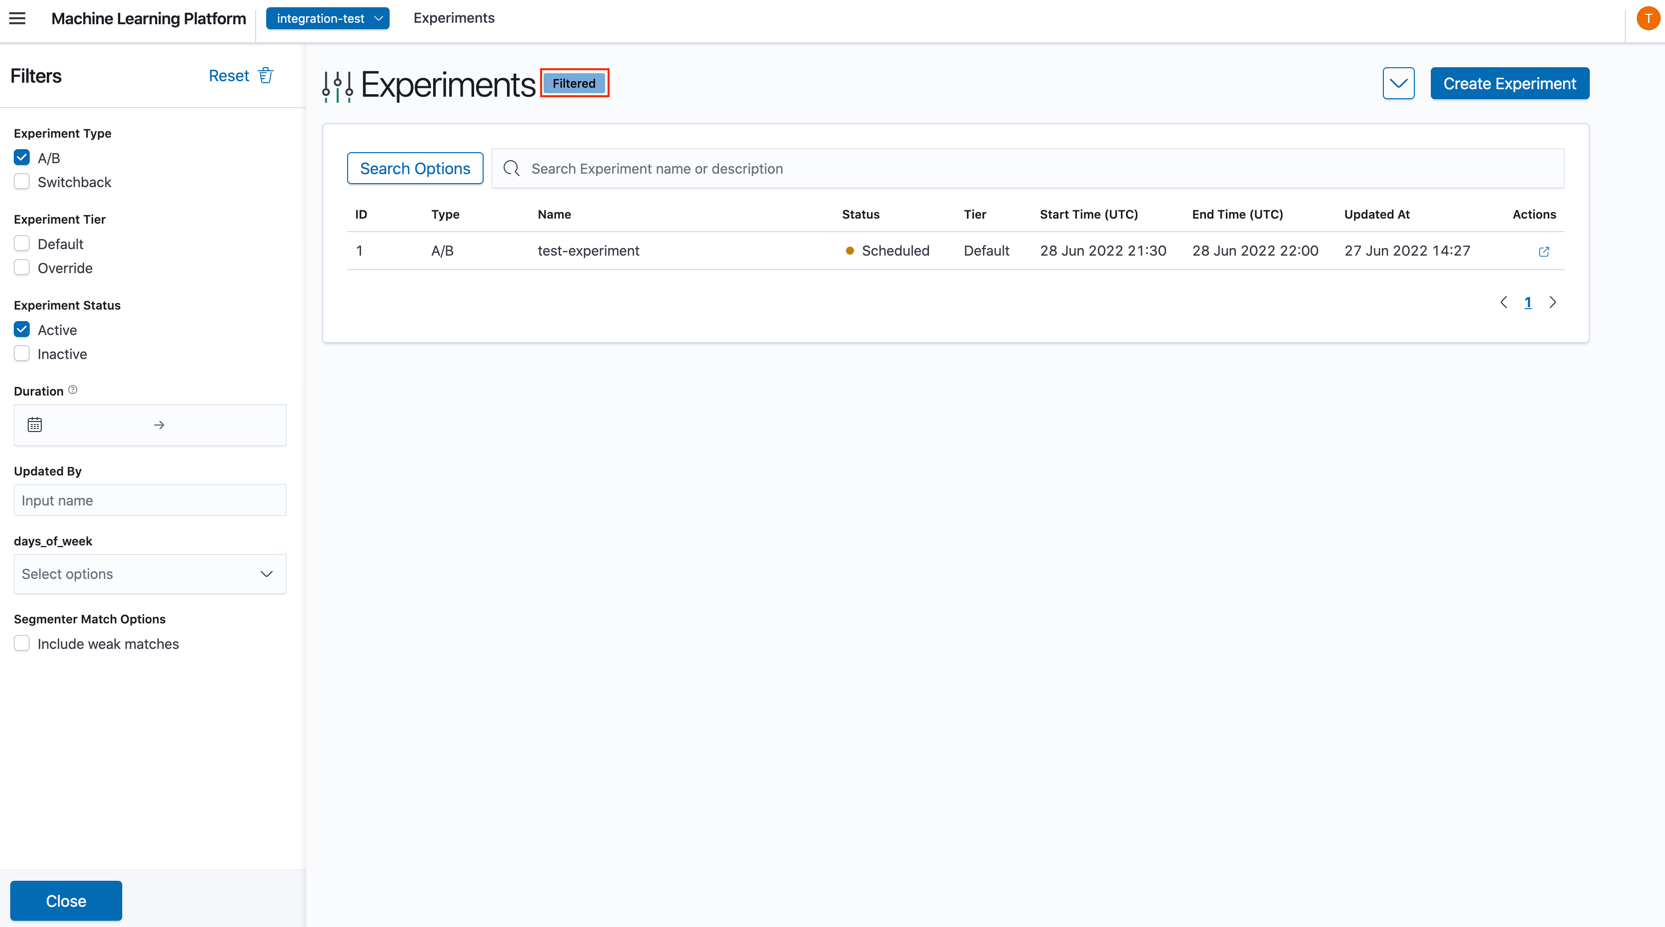 Machine Learning Platform
integration-test
Experiments
T
Filters
Reset
Experiment Type
A/B
Switchback
Experiment Tier
Default
Override
Experiment Status
Active
Inactive
Duration
Updated By
Input name
days_of_week
Select options
Segmenter Match Options
Include weak matches
Close
Experiments Filtered
Create Experiment
Search Options
Search Experiment name or description
ID Type Name Status Tier Start Time (UTC) End Time (UTC) Updated At Actions
1 A/B test-experiment Scheduled Default 28 Jun 2022 21:30 28 Jun 2022 22:00 27 Jun 2022 14:27
1